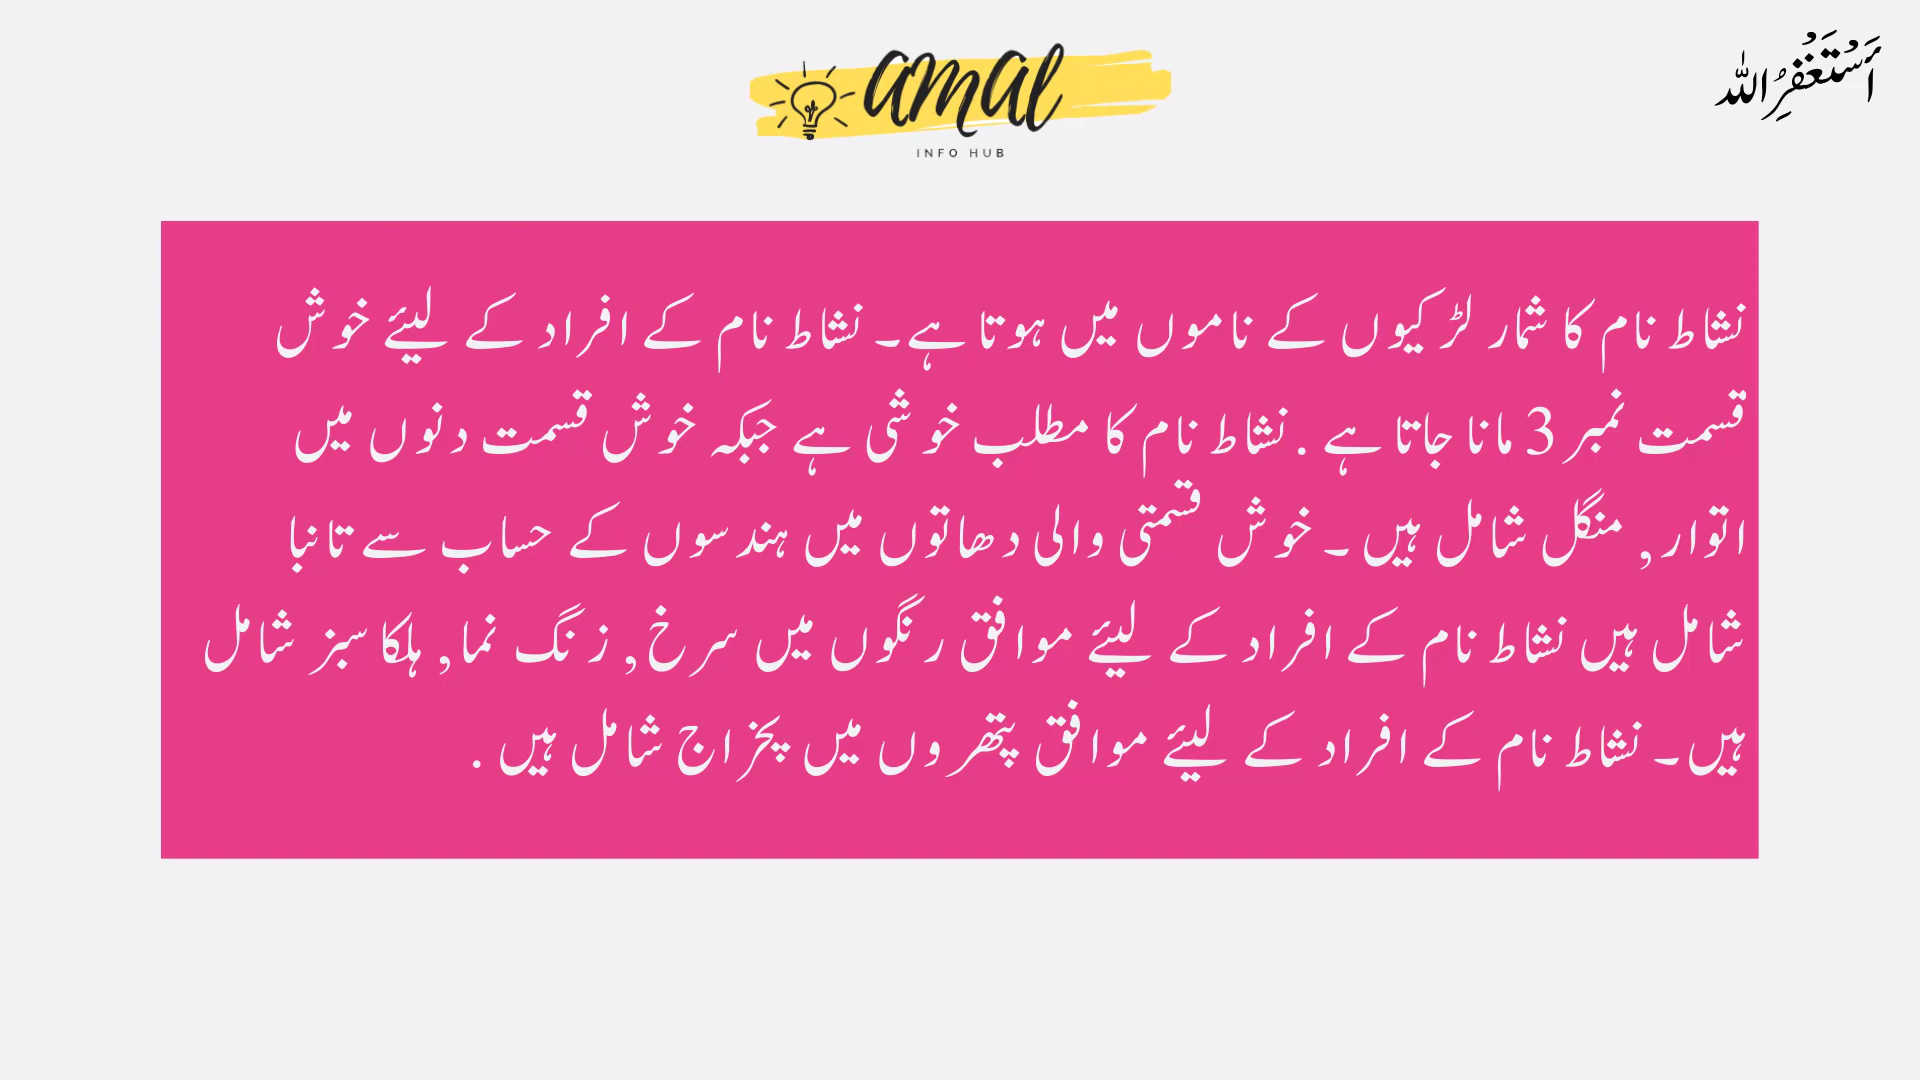 amal
INFO HUB
أَسْتَغْفِرُ اللہ
نشاط نام کا شمار لڑکیوں کے ناموں میں ہوتا ہے۔ نشاط نام کے افراد کے لیئے خوش
قسمت نمبر 3 مانا جاتا ہے . نشاط نام کا مطلب خوشی ہے جبکہ خوش قسمت دنوں میں
اتوار, منگل شامل ہیں۔ خوش قسمتی والی دھاتوں میں ہندسوں کے حساب سے تانبا
شامل ہیں نشاط نام کے افراد کے لیئے موافق رنگوں میں سرخ, زنگ نما, ہلکا سبز شامل
ہیں۔ نشاط نام کے افراد کے لیئے موافق پتھروں میں پخراج شامل ہیں .